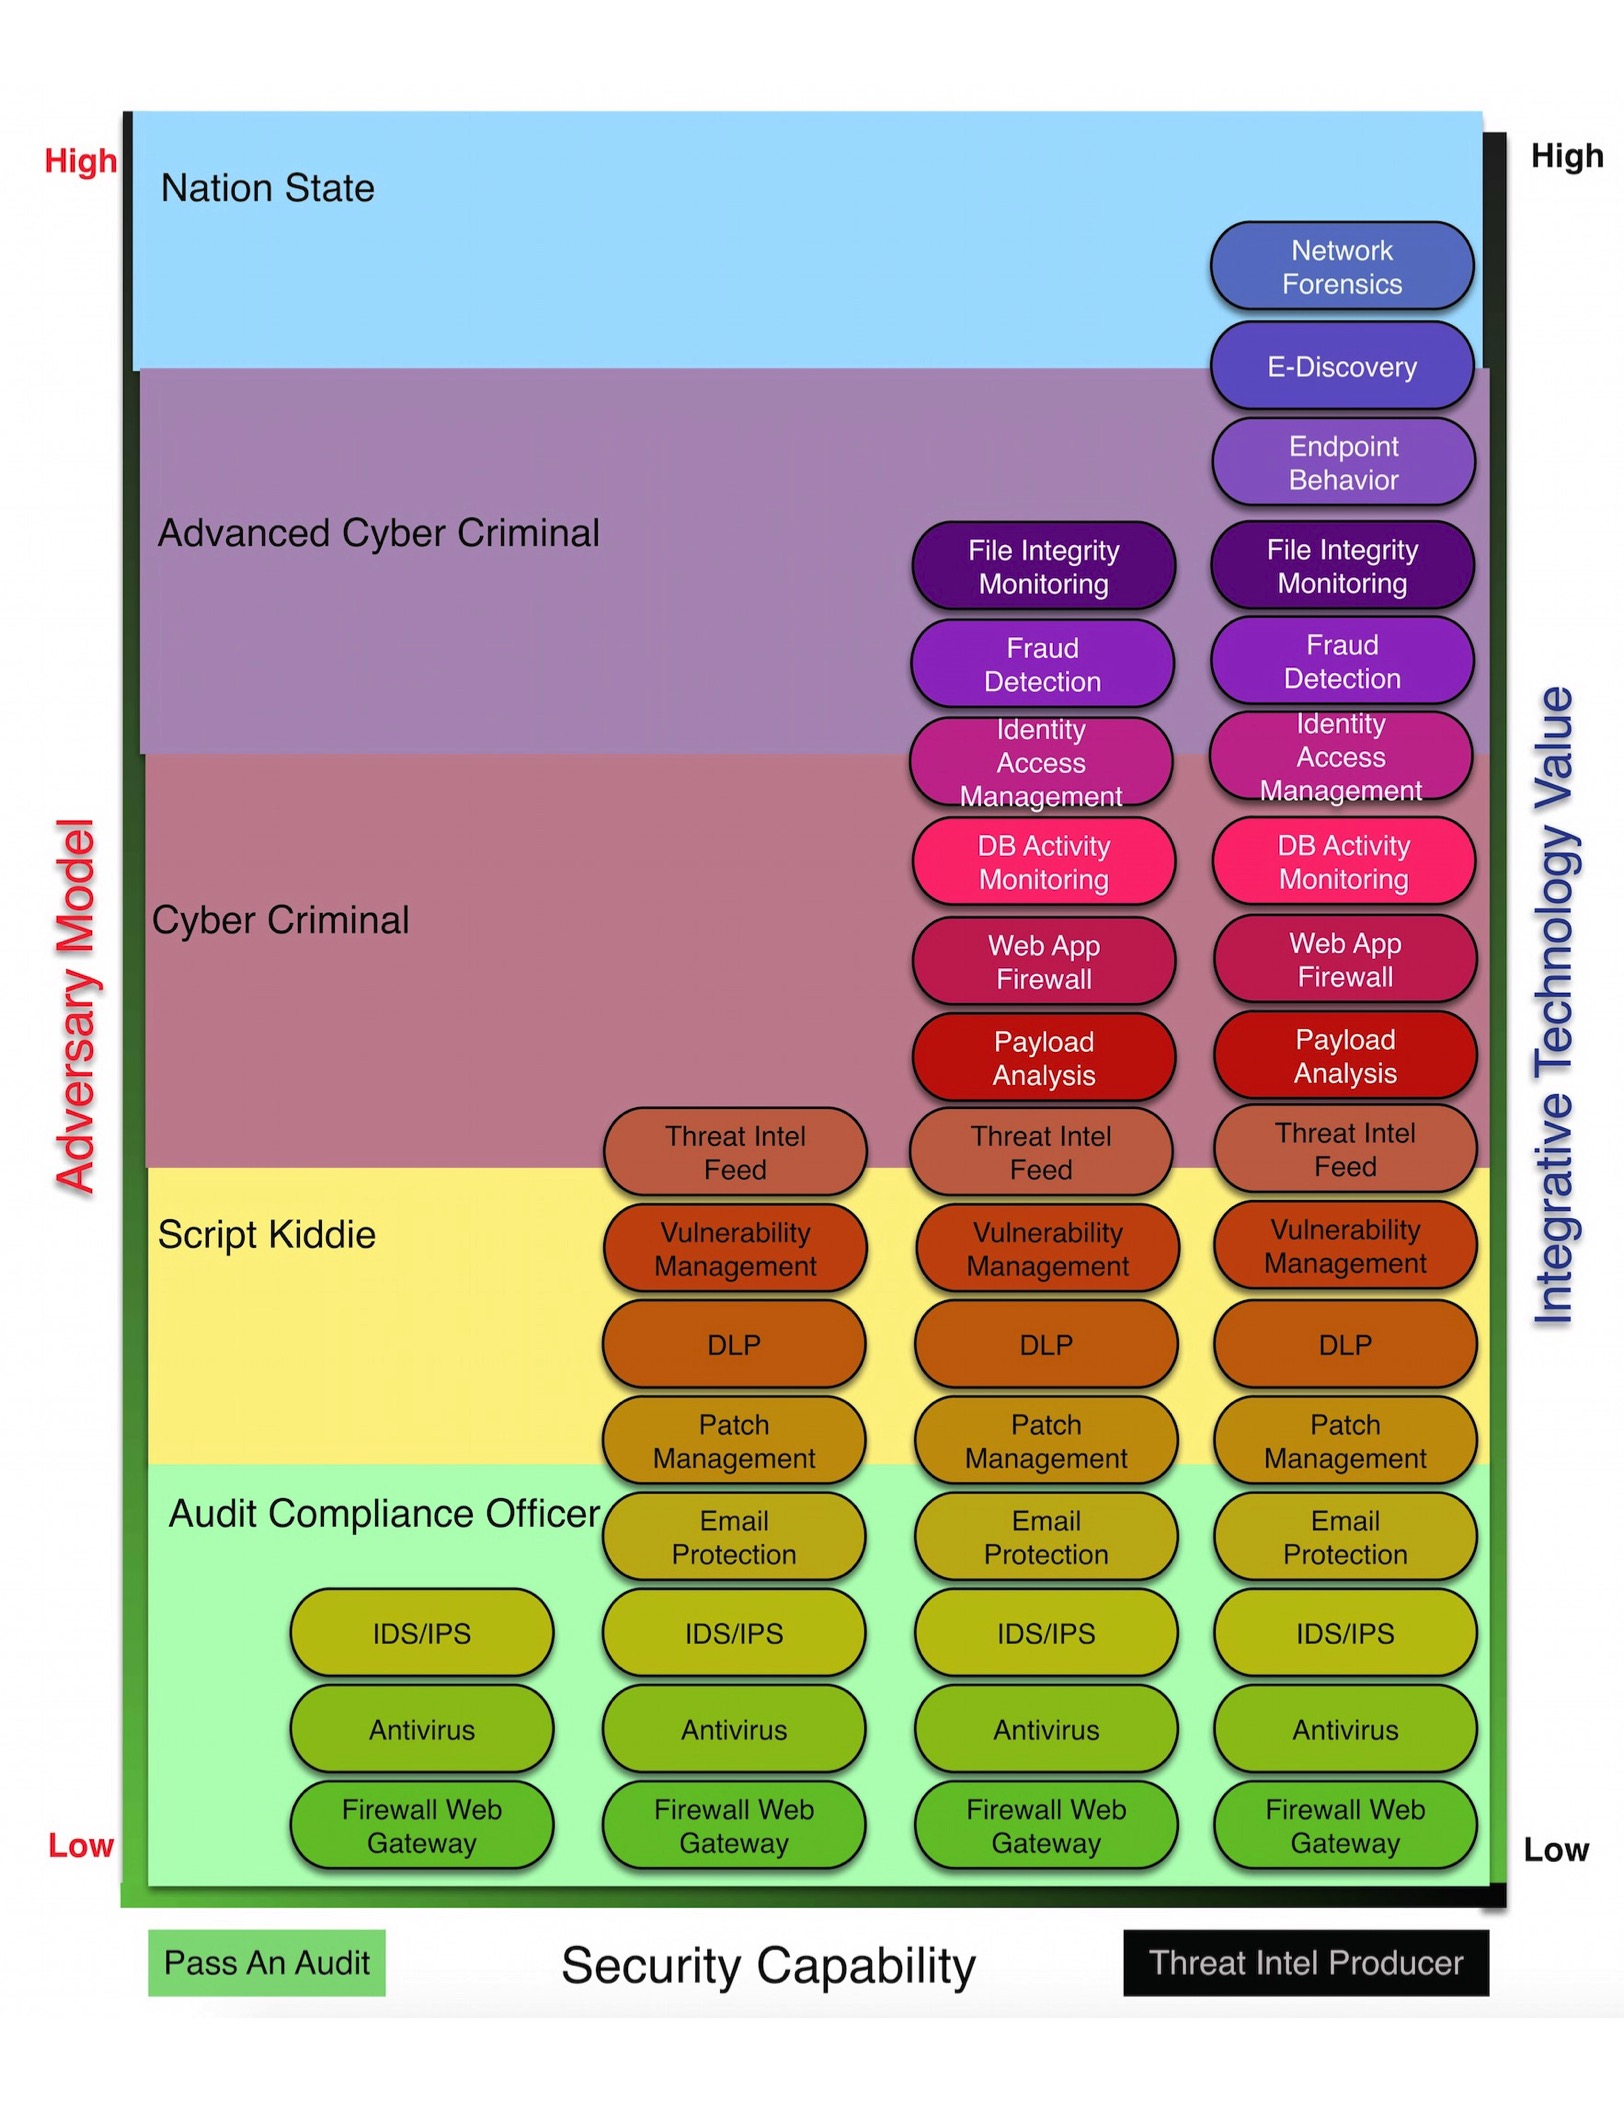 High
High
Nation State
Network
Forensics
E-Discovery
Endpoint
Behavior
Advanced Cyber Criminal
File Integrity
Monitoring
File Integrity
Monitoring
Fraud
Detection
Fraud
Detection
Identity
Access
Management
Identity
Access
Management
DB Activity
Monitoring
DB Activity
Monitoring
Cyber Criminal
Web App
Firewall
Web App
Firewall
Payload
Analysis
Payload
Analysis
Adversary Model
Integrative Technology Value
Threat Intel
Feed
Threat Intel
Feed
Threat Intel
Feed
Script Kiddie
Vulnerability
Management
Vulnerability
Management
Vulnerability
Management
DLP
DLP
DLP
Patch
Management
Patch
Management
Patch
Management
Audit Compliance Officer
Email
Protection
Email
Protection
Email
Protection
IDS/IPS
IDS/IPS
IDS/IPS
IDS/IPS
Antivirus
Antivirus
Antivirus
Antivirus
Firewall Web
Gateway
Firewall Web
Gateway
Firewall Web
Gateway
Firewall Web
Gateway
Low
Low
Pass An Audit
Security Capability
Threat Intel Producer